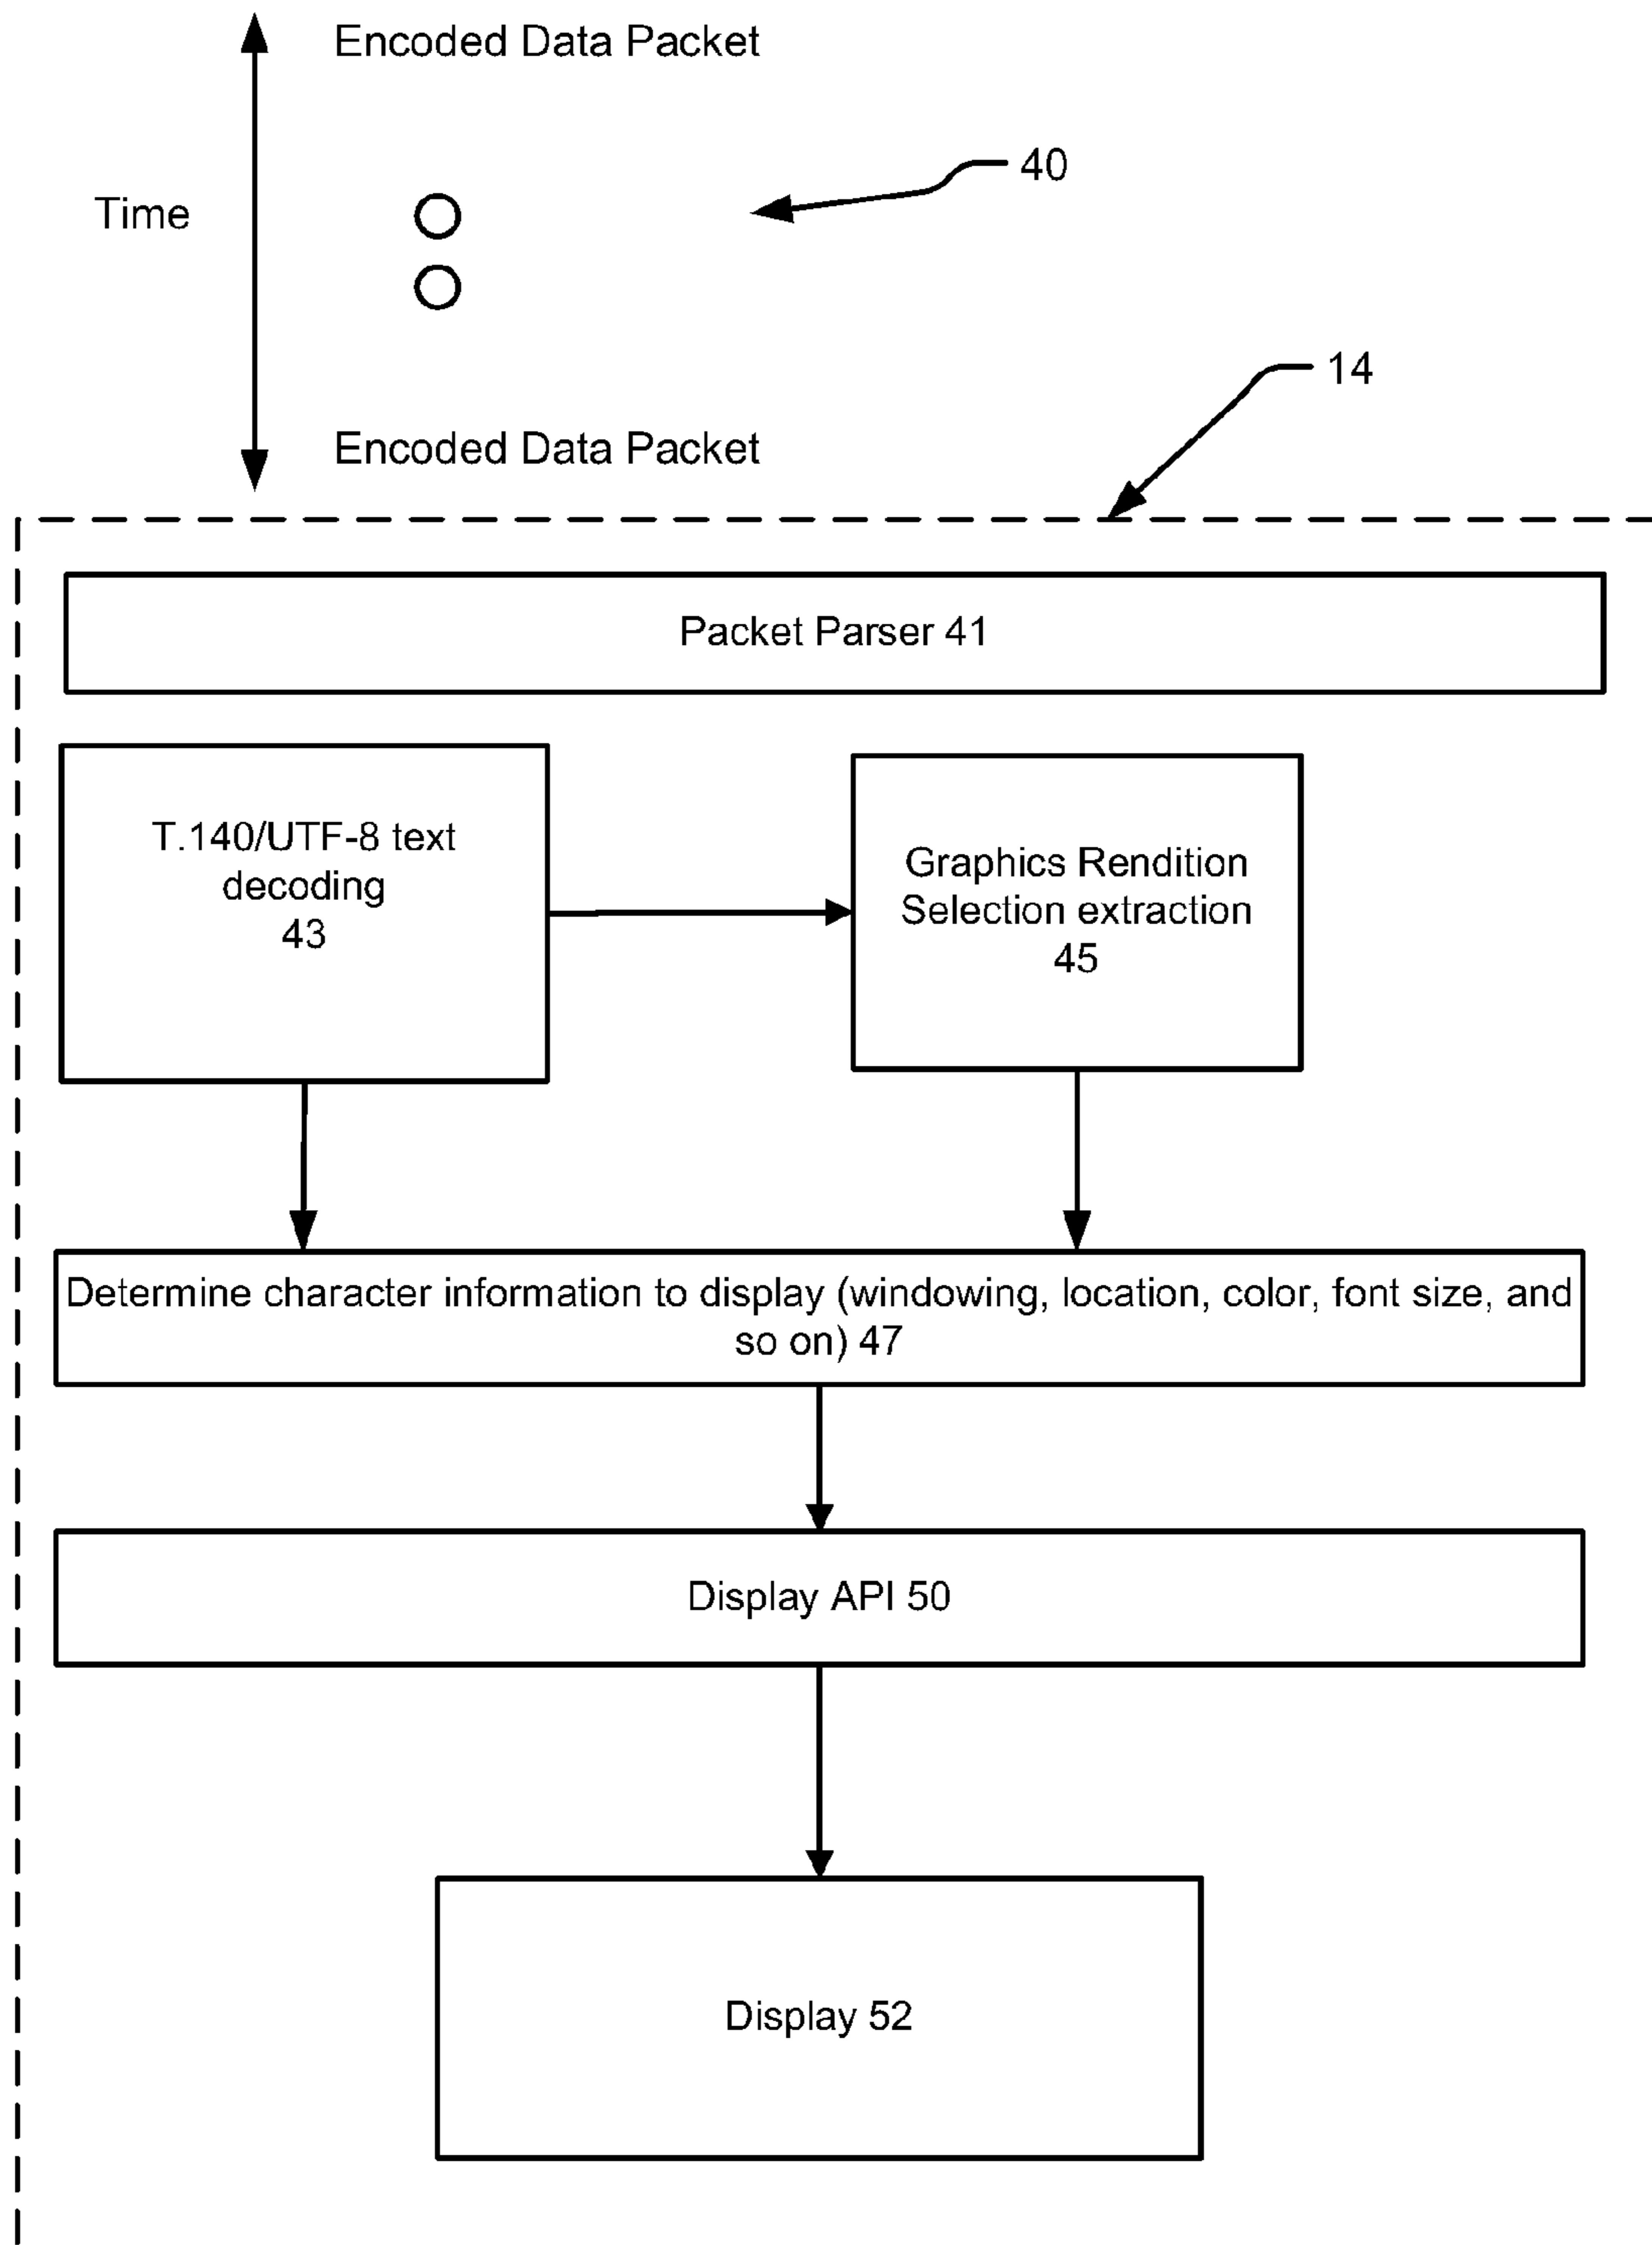 Encoded Data Packet
40
Time
14
Encoded Data Packet
Packet Parser 41
T.140/UTF-8 text
decoding
43
Graphics Rendition
Selection extraction
45
Determine character information to display (windowing, location, color, font size, and
so on) 47
Display API 50
Display 52